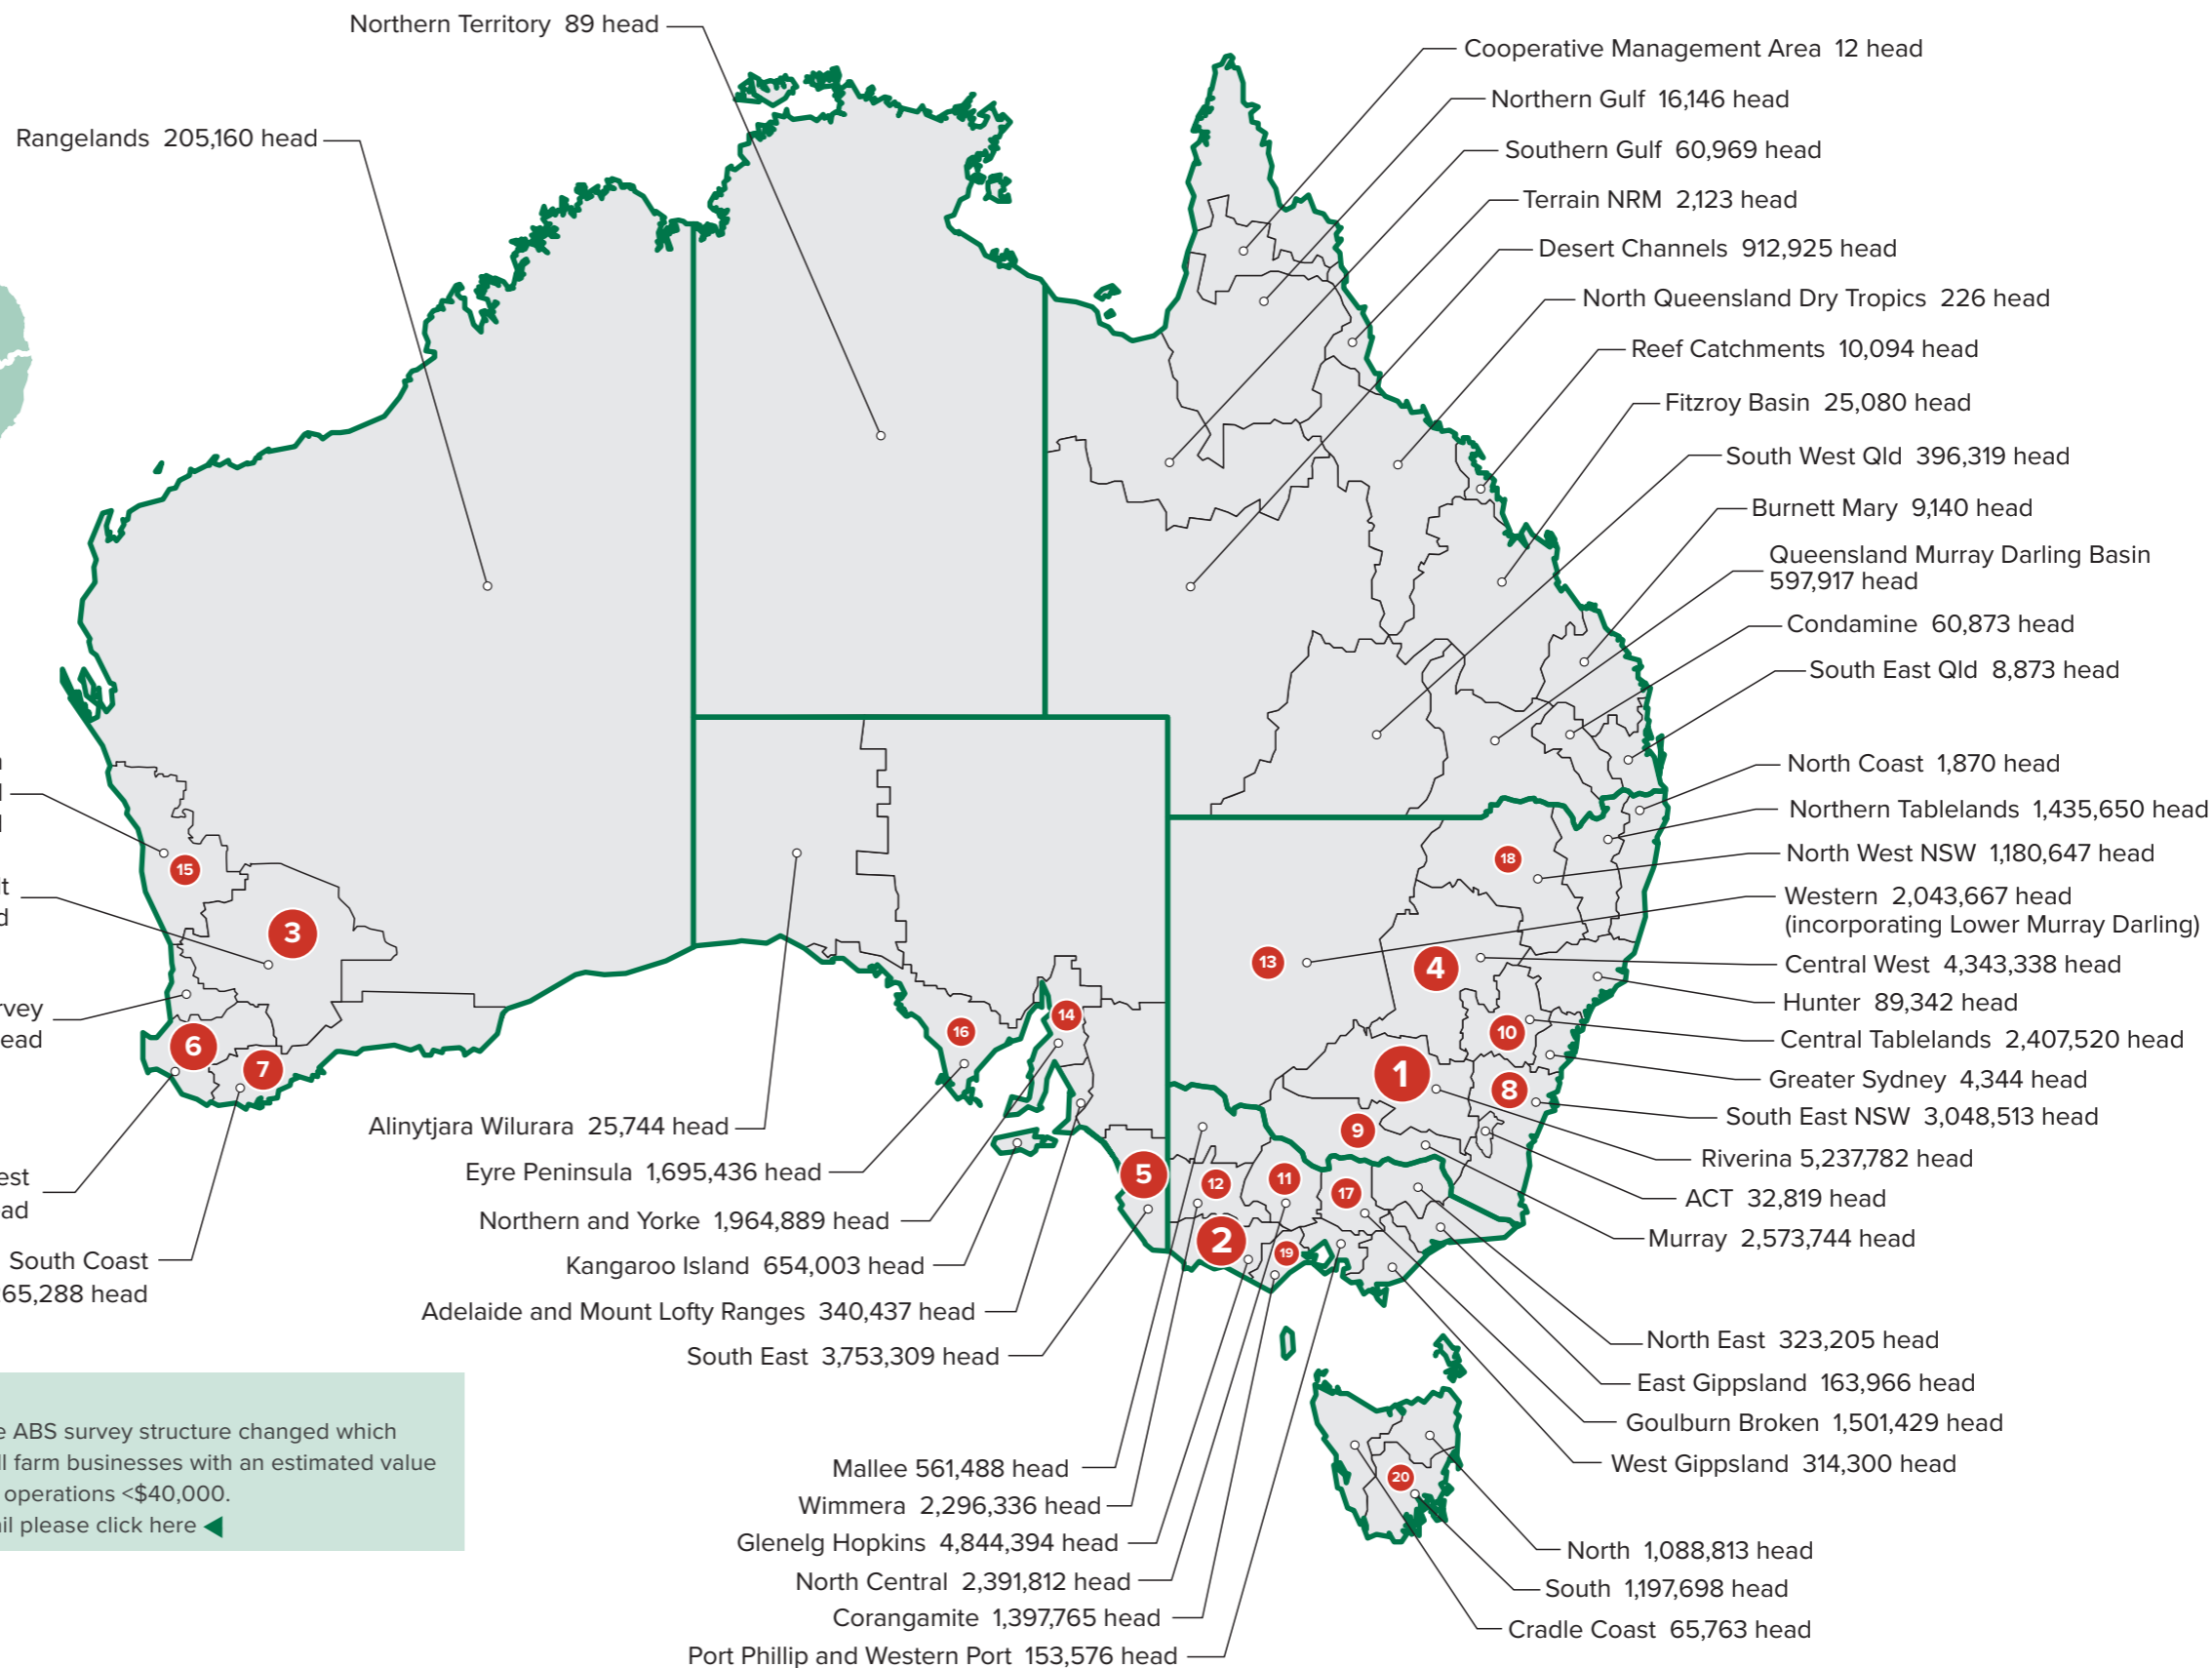 Northern Territory 89 head
Rangelands 205,160 head
Cooperative Management Area 12 head
Northern Gulf 16,146 head
Southern Gulf 60,969 head
Terrain NRM 2,123 head
Desert Channels 912,925 head
North Queensland Dry Tropics 226 head
Reef Catchments 10,094 head
Fitzroy Basin 25,080 head
South West Qld 396,319 head
Burnett Mary 9,140 head
Queensland Murray Darling Basin
597,917 head
Condamine 60,873 head
South East Qld 8,873 head
North Coast 1,870 head
Northern Tablelands 1,435,650 head
North West NSW 1,180,647 head
Western 2,043,667 head
(incorporating Lower Murray Darling)
Central West 4,343,338 head
Hunter 89,342 head
Central Tablelands 2,407,520 head
Greater Sydney 4,344 head
South East NSW 3,048,513 head
Riverina 5,237,782 head
ACT 32,819 head
Murray 2,573,744 head
North East 323,205 head
East Gippsland 163,966 head
Goulburn Broken 1,501,429 head
West Gippsland 314,300 head
North 1,088,813 head
South 1,197,698 head
Cradle Coast 65,763 head
15
3
6
7
18
13
4
10
1
8
9
16
14
5
12
11
17
2
19
20
rvey
ead
est
ad
South Coast
65,288 head
Alinytjara Wilurara 25,744 head
Eyre Peninsula 1,695,436 head
Northern and Yorke 1,964,889 head
Kangaroo Island 654,003 head
Adelaide and Mount Lofty Ranges 340,437 head
South East 3,753,309 head
Mallee 561,488 head
Wimmera 2,296,336 head
Glenelg Hopkins 4,844,394 head
North Central 2,391,812 head
Corangamite 1,397,765 head
Port Phillip and Western Port 153,576 head
e ABS survey structure changed which
ll farm businesses with an estimated value
operations <$40,000.
il please click here